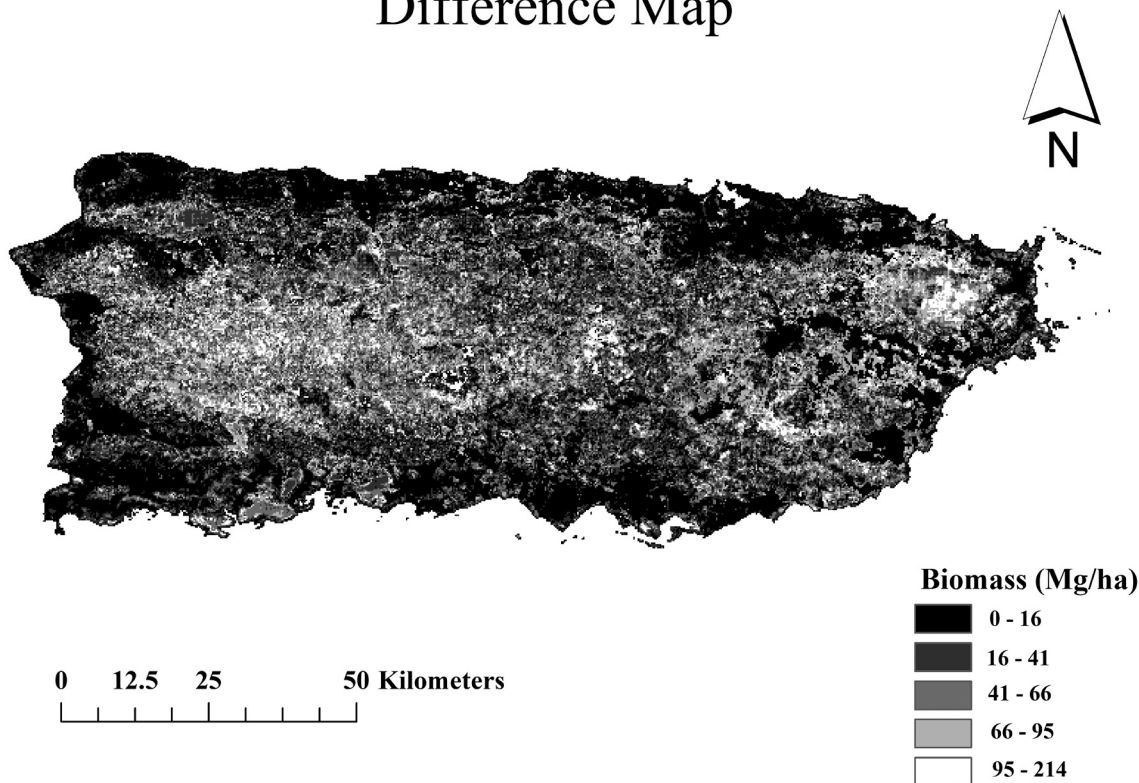 Difference Map
N
Biomass (Mg/ha)
0 - 16
16 - 41
41 - 66
66 - 95
95 - 214
0 12.5 25 50 Kilometers